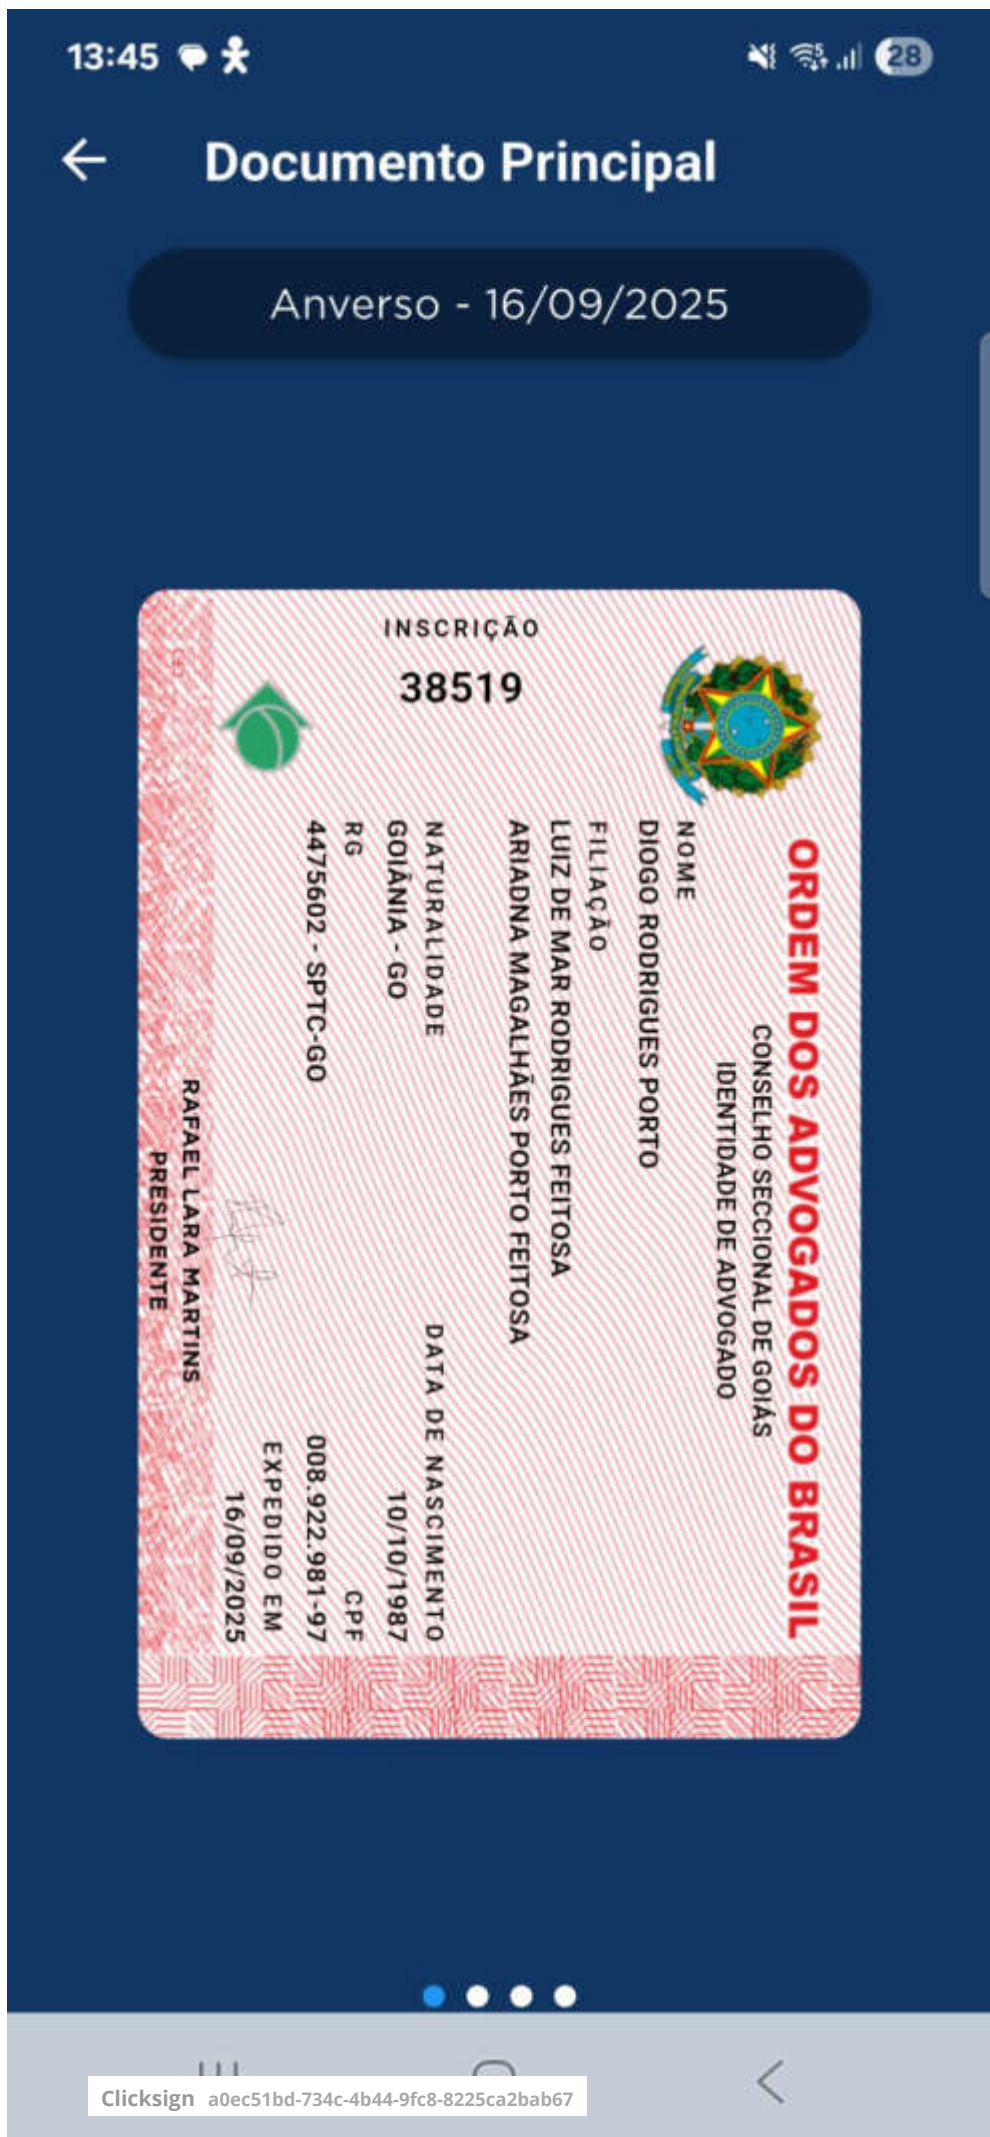 13:45
28
Documento Principal
Anverso - 16/09/2025
ORDEM DOS ADVOGADOS DO BRASIL
CONSELHO SECCIONAL DE GOIÁS
IDENTIDADE DE ADVOGADO
INSCRIÇÃO
38519
NOME
DIOGO RODRIGUES PORTO
FILIAÇÃO
LUIZ DE MAR RODRIGUES FEITOSA
ARIADNA MAGALHÃES PORTO FEITOSA
NATURALIDADE DATA DE NASCIMENTO
GOIÂNIA - GO 10/10/1987
RG CPF
4475602 - SPTC-GO 008.922.981-97
EXPEDIDO EM
16/09/2025
RAFAEL LARA MARTINS
PRESIDENTE
Clicksign a0ec51bd-734c-4b44-9fc8-8225ca2bab67